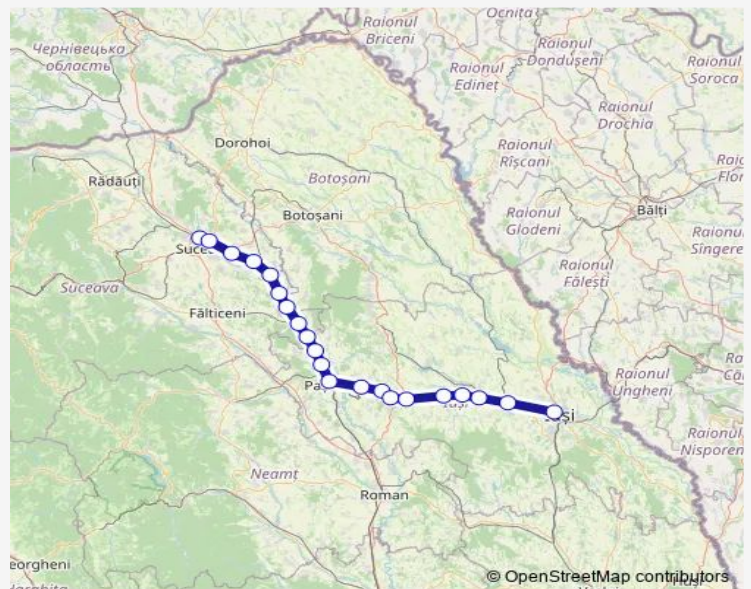 Ocnița
Raionul
Briceni
Чернівецька
область
Raionul
Dondușeni
Raionul
Edineț
Raionul
Soroca
Raionul
Drochia
Dorohoi
Raionul
Rîșcani
Rădăuți
Botoșani
Botoșani
Bălți
Raionul
Glodeni
Raionul
Sîngere
Suceava
Raionul
Fălești
Fălticeni
Raionul
Ungheni
Iași
Raionul
Nisporen
Neamț
Roman
eorgheni
© OpenStreetMap contributors